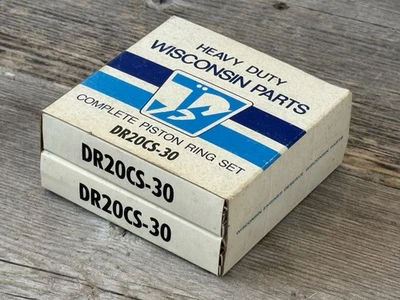 HEAVY DUTY
WISCONSIN PARTS
COMPLETE PISTON RING SET
DR20CS-30
DR20CS-30
DR20CS-30